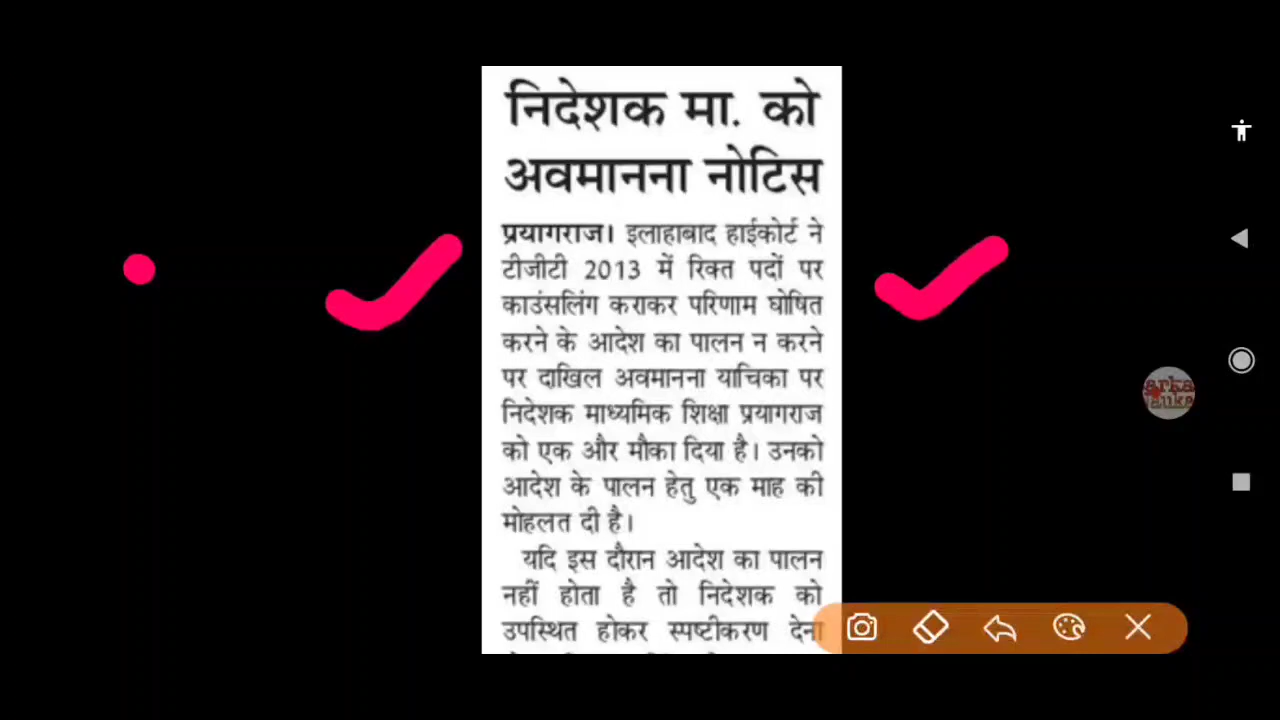 निदेशक मा. को
अवमानना नोटिस
प्रयागराज। इलाहाबाद हाईकोर्ट ने
टीजीटी 2013 में रिक्त पदों पर
काउंसलिंग कराकर परिणाम घोषित
करने के आदेश का पालन न करने
पर दाखिल अवमानना याचिका पर
निदेशक माध्यमिक शिक्षा प्रयागराज
को एक और मौका दिया है। उनको
आदेश के पालन हेतु एक माह की
मोहलत दी है।
यदि इस दौरान आदेश का पालन
नहीं होता है तो निदेशक को
उपस्थित होकर स्पष्टीकरण देना